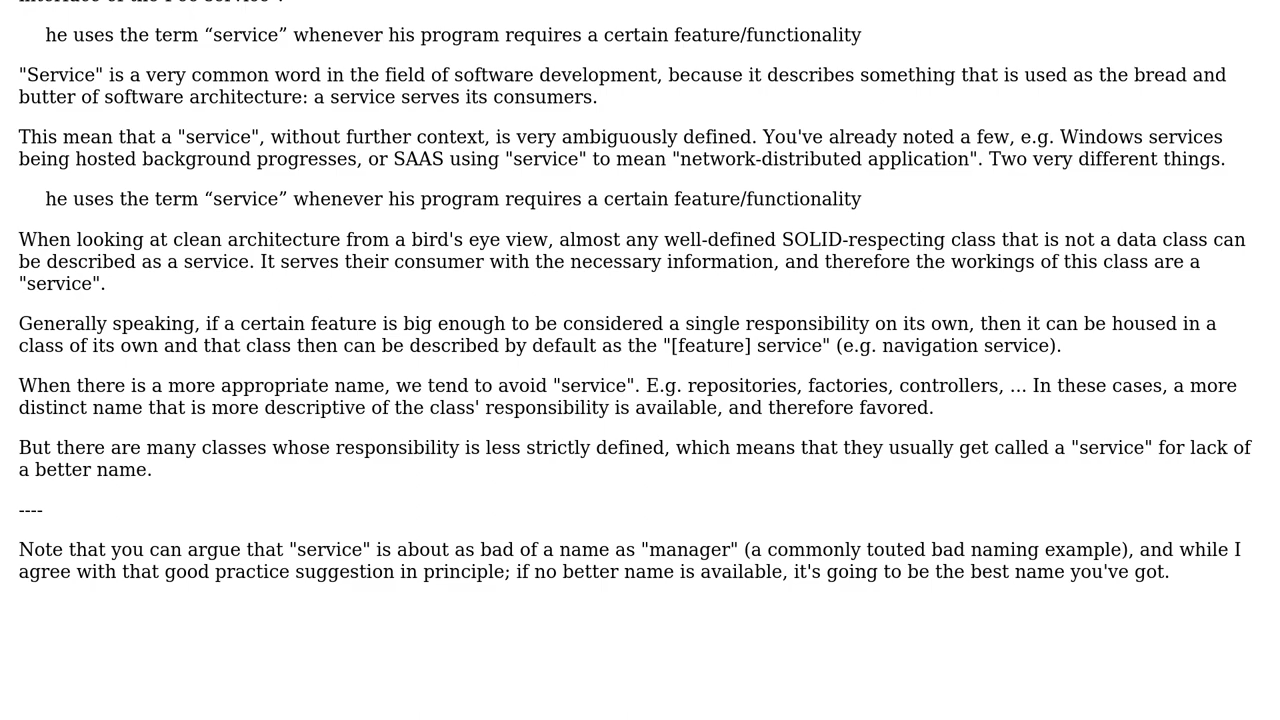 he uses the term “service” whenever his program requires a certain feature/functionality
"Service" is a very common word in the field of software development, because it describes something that is used as the bread and
butter of software architecture: a service serves its consumers.
This mean that a "service", without further context, is very ambiguously defined. You've already noted a few, e.g. Windows services
being hosted background progresses, or SAAS using "service" to mean "network-distributed application". Two very different things.
he uses the term “service” whenever his program requires a certain feature/functionality
When looking at clean architecture from a bird's eye view, almost any well-defined SOLID-respecting class that is not a data class can
be described as a service. It serves their consumer with the necessary information, and therefore the workings of this class are a
"service".
Generally speaking, if a certain feature is big enough to be considered a single responsibility on its own, then it can be housed in a
class of its own and that class then can be described by default as the "[feature] service" (e.g. navigation service).
When there is a more appropriate name, we tend to avoid "service". E.g. repositories, factories, controllers, ... In these cases, a more
distinct name that is more descriptive of the class' responsibility is available, and therefore favored.
But there are many classes whose responsibility is less strictly defined, which means that they usually get called a "service" for lack of
a better name.
----
Note that you can argue that "service" is about as bad of a name as "manager" (a commonly touted bad naming example), and while I
agree with that good practice suggestion in principle; if no better name is available, it's going to be the best name you've got.